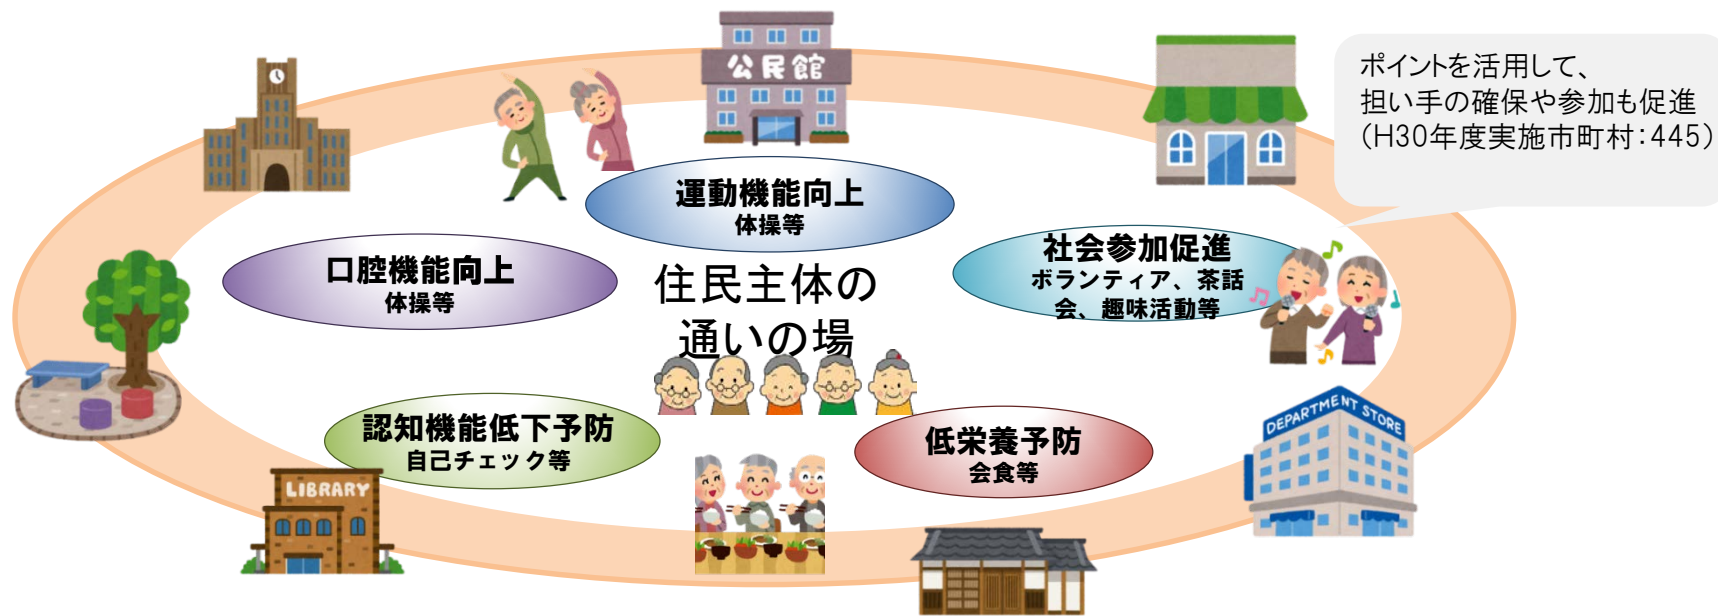 公民館
ポイントを活用して、
担い手の確保や参加も促進
（H30年度実施市町村：445）
運動機能向上
体操等
口腔機能向上
体操等
社会参加促進
ボランティア、茶話
会、趣味活動等
住民主体の
通いの場
認知機能低下予防
自己チェック等
低栄養予防
会食等
DEPARTMENT STORE
LIBRARY